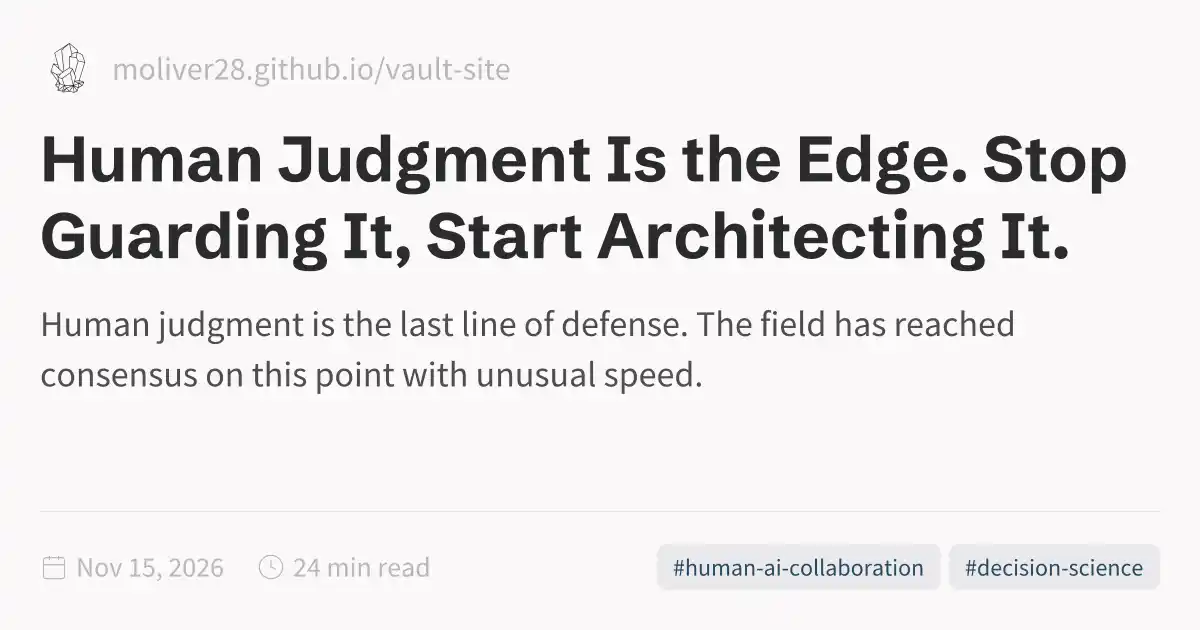 moliver28.github.io/vault-site
Human Judgment Is the Edge. Stop
Guarding It, Start Architecting It.
Human judgment is the last line of defense. The field has reached
consensus on this point with unusual speed.
Nov 15, 2026 24 min read #human-ai-collaboration #decision-science